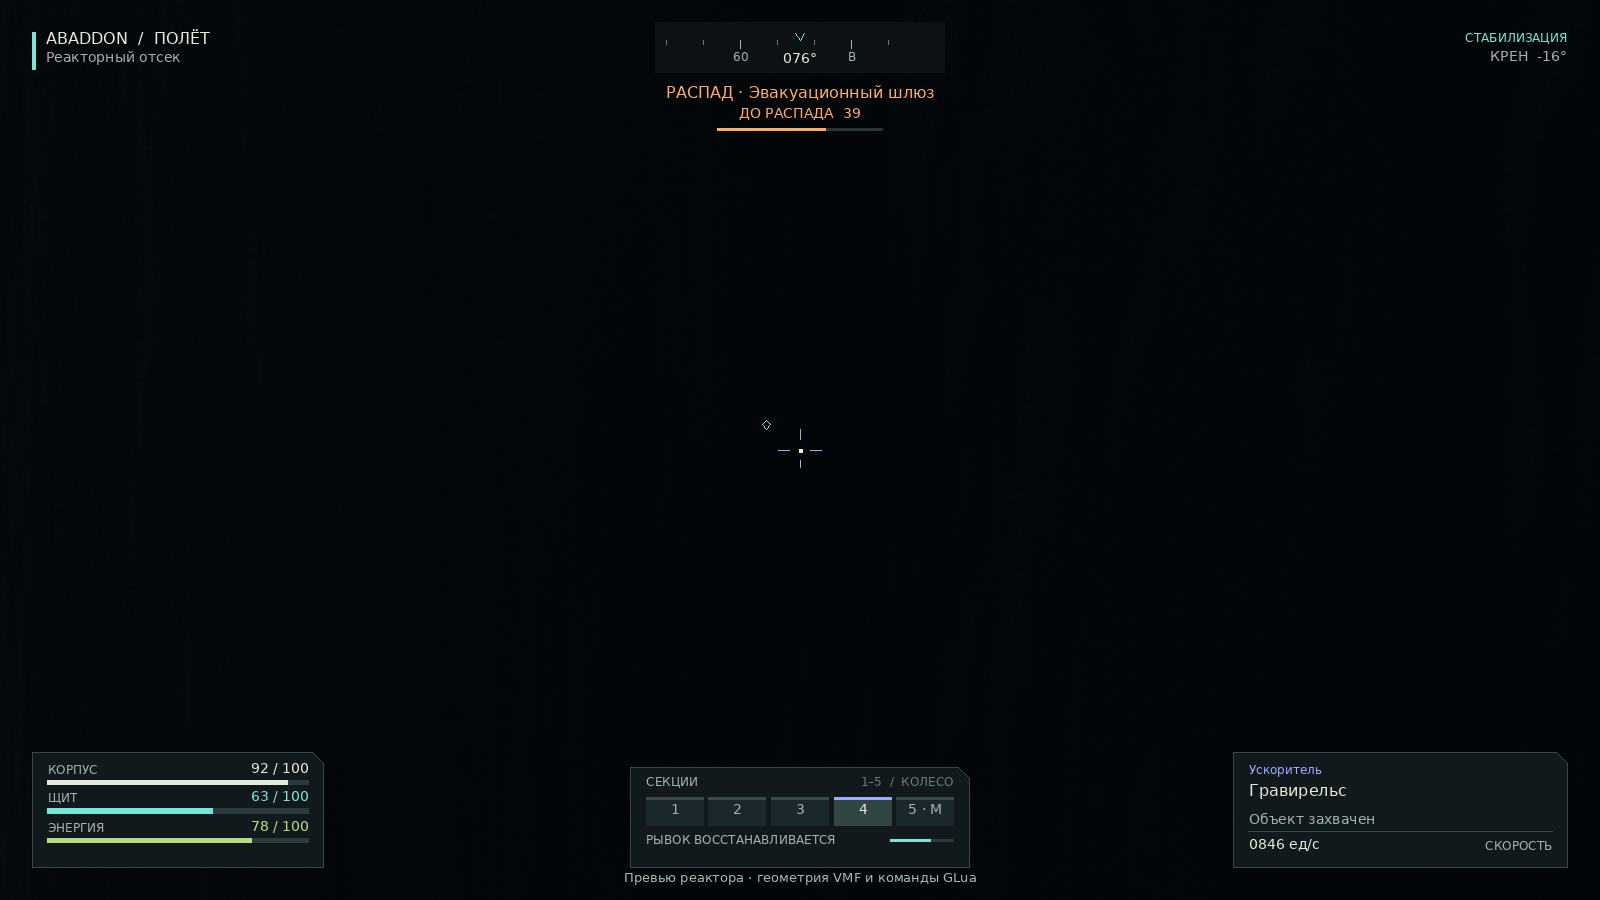 ABADDON / ПОЛЁТ
Реакторный отсек
60 076° В
РАСПАД · Эвакуационный шлюз
ДО РАСПАДА 39
СТАБИЛИЗАЦИЯ
КРЕН -16°
КОРПУС 92 / 100
ЩИТ 63 / 100
ЭНЕРГИЯ 78 / 100
СЕКЦИИ 1–5 / КОЛЕСО
1 2 3 4 5 · М
РЫВОК ВОССТАНАВЛИВАЕТСЯ
Ускоритель
Гравирельс
Объект захвачен
0846 ед/с СКОРОСТЬ
Превью реактора · геометрия VMF и команды GLua